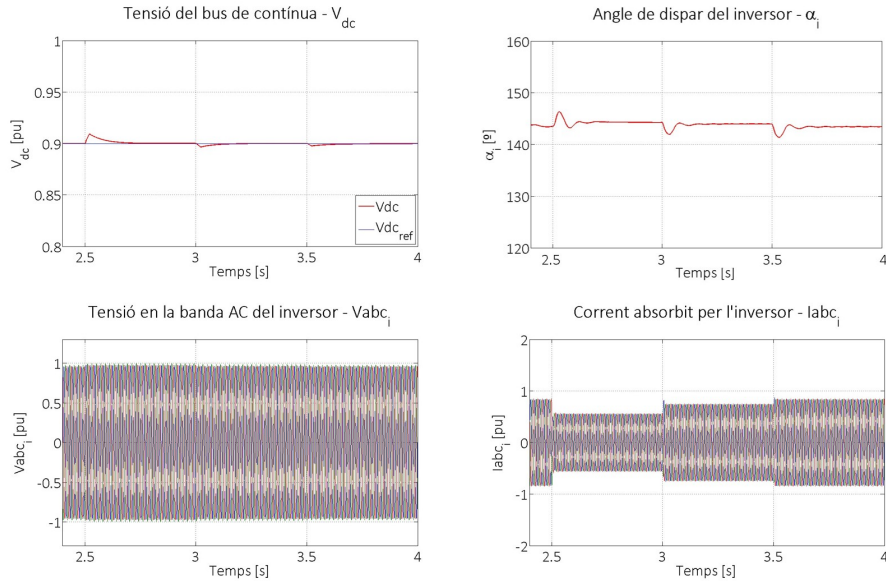 Tensió del bus de contínua - V_dc
1
0.95
0.9
0.85
0.8
V_dc [pu]
2.5 3 3.5 4
Temps [s]
Vdc
Vdc_ref
Angle de dispar del inversor - α_i
160
150
140
130
120
α_i [º]
2.5 3 3.5 4
Temps [s]
Tensió en la banda AC del inversor - Vabc_i
1
0.5
0
-0.5
-1
Vabc_i [pu]
2.5 3 3.5 4
Temps [s]
Corrent absorbit per l'inversor - Iabc_i
2
1
0
-1
-2
Iabc_i [pu]
2.5 3 3.5 4
Temps [s]